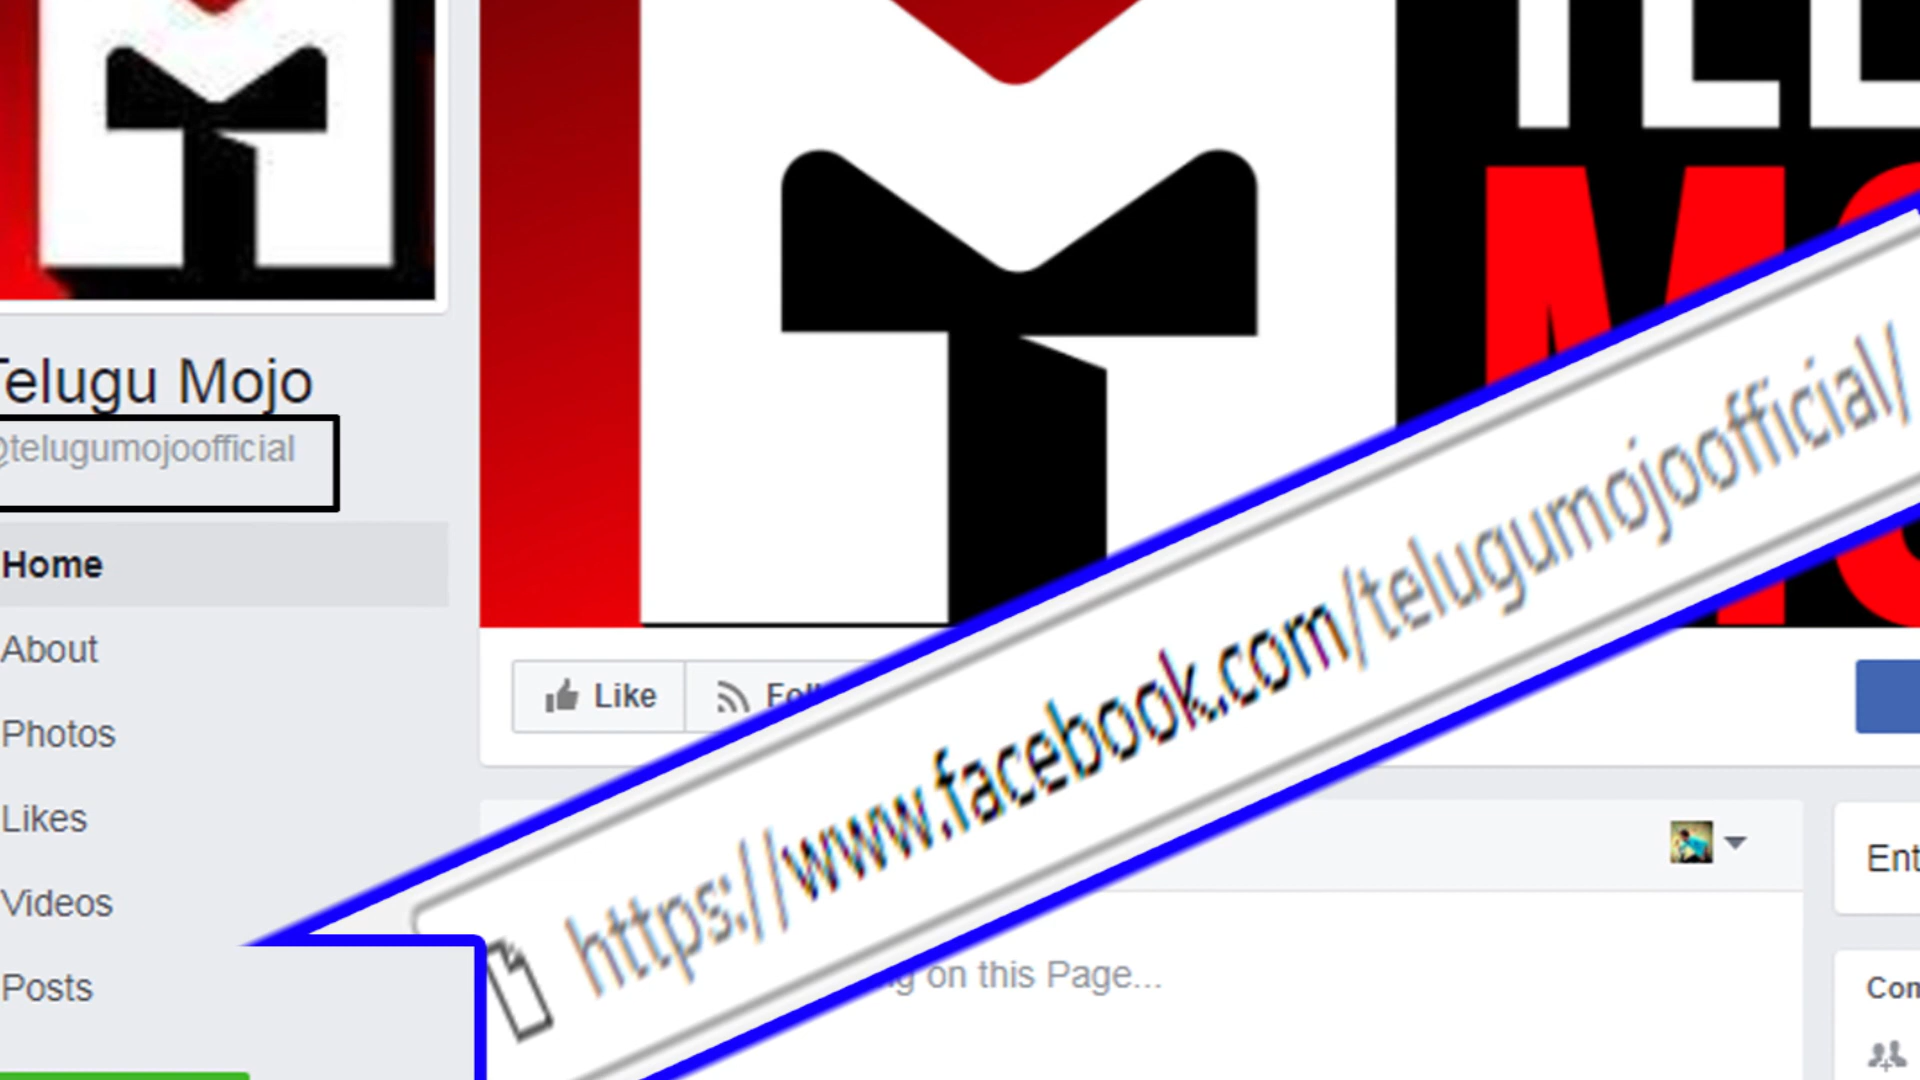 Telugu Mojo
@telugumojoofficial
Home
About
Photos
Likes
Videos
Posts
Like
https://www.facebook.com/telugumojoofficial/
on this Page...